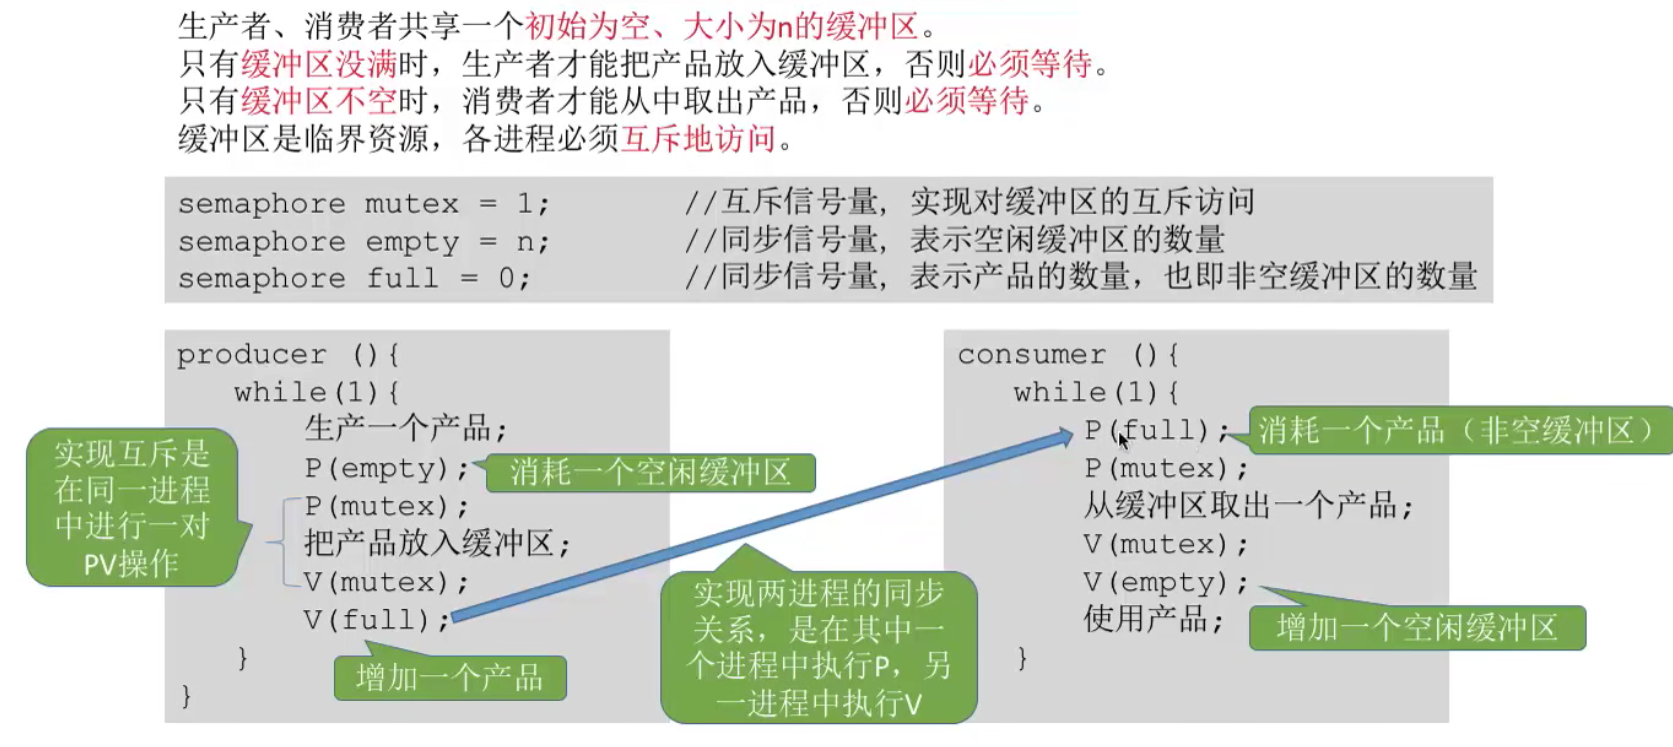 生产者、消费者共享一个初始为空、大小为n的缓冲区。
只有缓冲区没满时，生产者才能把产品放入缓冲区，否则必须等待。
只有缓冲区不空时，消费者才能从中取出产品，否则必须等待。
缓冲区是临界资源，各进程必须互斥地访问。
semaphore mutex = 1; //互斥信号量，实现对缓冲区的互斥访问
semaphore empty = n; //同步信号量，表示空闲缓冲区的数量
semaphore full = 0; //同步信号量，表示产品的数量，也即非空缓冲区的数量
producer (){
while(1){
生产一个产品;
P(empty);
消耗一个空闲缓冲区
P(mutex);
把产品放入缓冲区;
V(mutex);
V(full);
增加一个产品
}
}
实现互斥是
在同一进程
中进行一对
PV操作
实现两进程的同步
关系，是在其中一
个进程中执行P，另
一进程中执行V
consumer (){
while(1){
P(full);
消耗一个产品（非空缓冲区）
P(mutex);
从缓冲区取出一个产品;
V(mutex);
V(empty);
增加一个空闲缓冲区
使用产品;
}